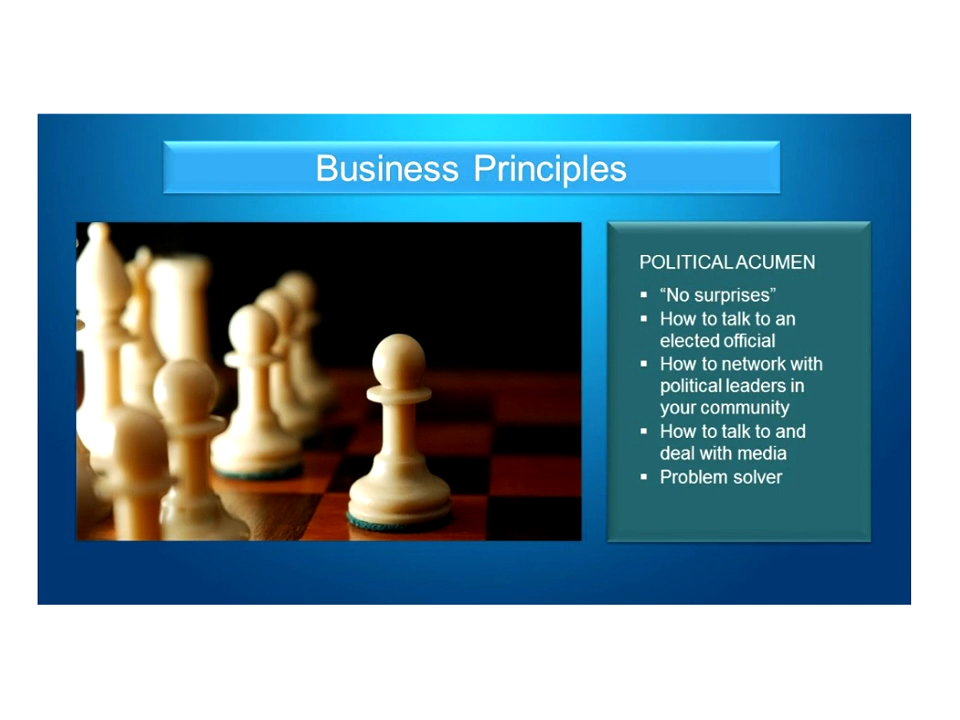 Business Principles
POLITICAL ACUMEN
▪ “No surprises”
▪ How to talk to an
elected official
▪ How to network with
political leaders in
your community
▪ How to talk to and
deal with media
▪ Problem solver